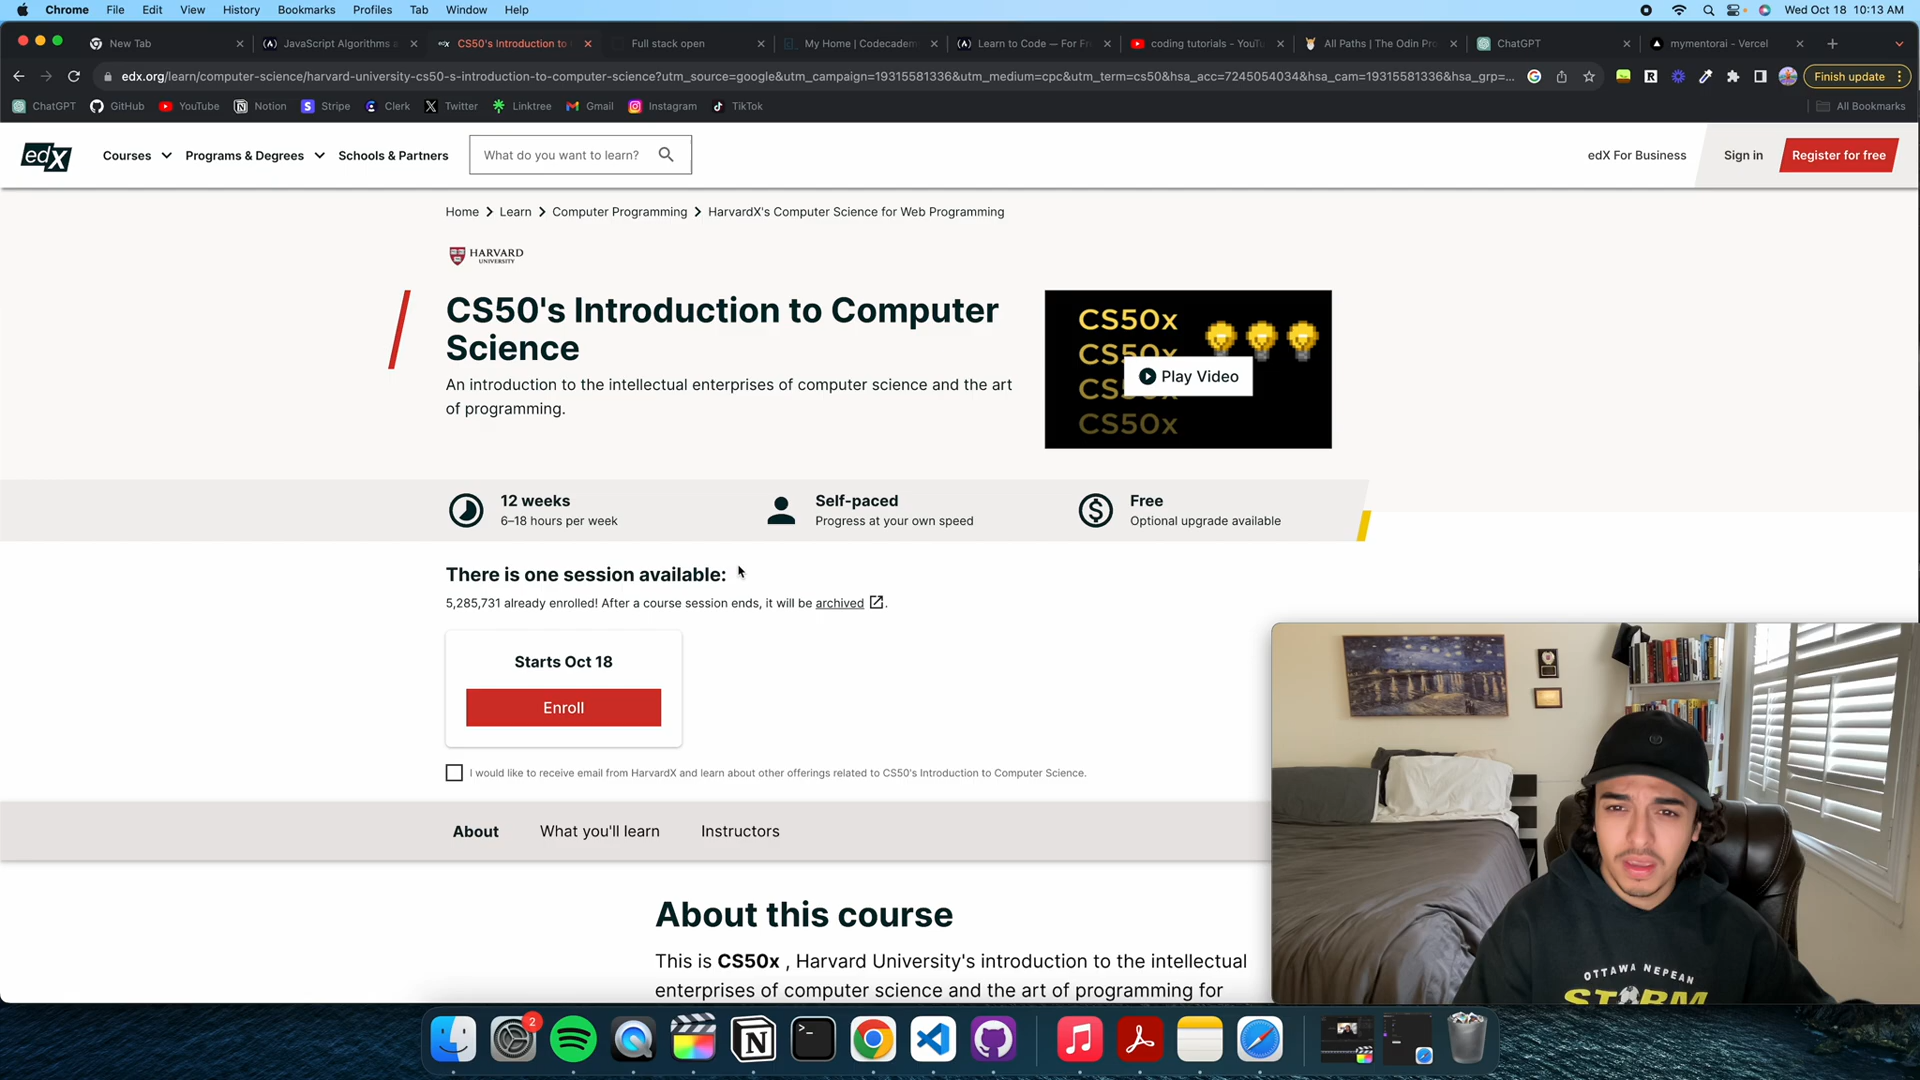 Chrome File Edit View History Bookmarks Profiles Tab Window Help Wed Oct 18 10:13 AM
New Tab JavaScript Algorithms a CS50's Introduction to Full stack open My Home | Codecadem Learn to Code — For Fr coding tutorials - YouTu All Paths | The Odin Pro ChatGPT mymentorai - Vercel
edx.org/learn/computer-science/harvard-university-cs50-s-introduction-to-computer-science?utm_source=google&utm_campaign=19315581336&utm_medium=cpc&utm_term=cs50&hsa_acc=7245054034&hsa_cam=19315581336&hsa_grp=... Finish update
ChatGPT GitHub YouTube Notion Stripe Clerk Twitter Linktree Gmail Instagram TikTok All Bookmarks
edX Courses Programs & Degrees Schools & Partners What do you want to learn? edX For Business Sign in Register for free
Home Learn Computer Programming HarvardX's Computer Science for Web Programming
HARVARD
UNIVERSITY
CS50's Introduction to Computer
Science
An introduction to the intellectual enterprises of computer science and the art
of programming.
CS50x
CS50x
Play Video
CS50x
12 weeks
6–18 hours per week
Self-paced
Progress at your own speed
Free
Optional upgrade available
There is one session available:
5,285,731 already enrolled! After a course session ends, it will be archived.
Starts Oct 18
Enroll
I would like to receive email from HarvardX and learn about other offerings related to CS50's Introduction to Computer Science.
About What you'll learn Instructors
About this course
This is CS50x , Harvard University's introduction to the intellectual
enterprises of computer science and the art of programming for
OTTAWA NEPEAN
STORM
2